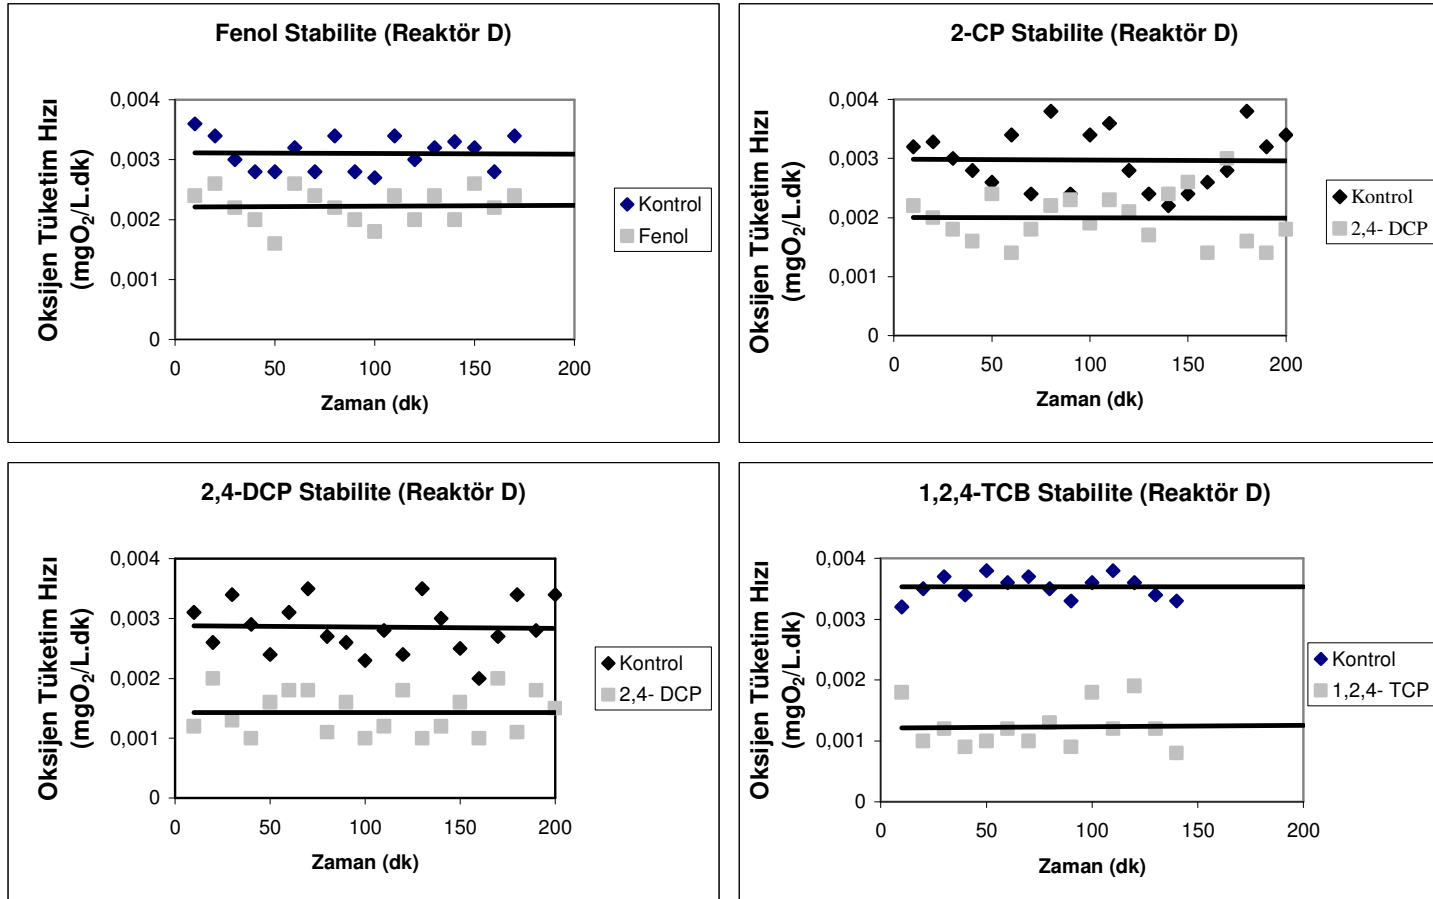 Fenol Stabilite (Reaktör D)
Oksijen Tüketim Hızı
(mgO₂/L.dk)
0,004
0,003
0,002
0,001
0
0 50 100 150 200
Zaman (dk)
Kontrol
Fenol
2-CP Stabilite (Reaktör D)
Oksijen Tüketim Hızı
(mgO₂/L.dk)
0,004
0,003
0,002
0,001
0
0 50 100 150 200
Zaman (dk)
Kontrol
2,4- DCP
2,4-DCP Stabilite (Reaktör D)
Oksijen Tüketim Hızı
(mgO₂/L.dk)
0,004
0,003
0,002
0,001
0
0 50 100 150 200
Zaman (dk)
Kontrol
2,4- DCP
1,2,4-TCB Stabilite (Reaktör D)
Oksijen Tüketim Hızı
(mgO₂/L.dk)
0,004
0,003
0,002
0,001
0
0 50 100 150 200
Zaman (dk)
Kontrol
1,2,4- TCP